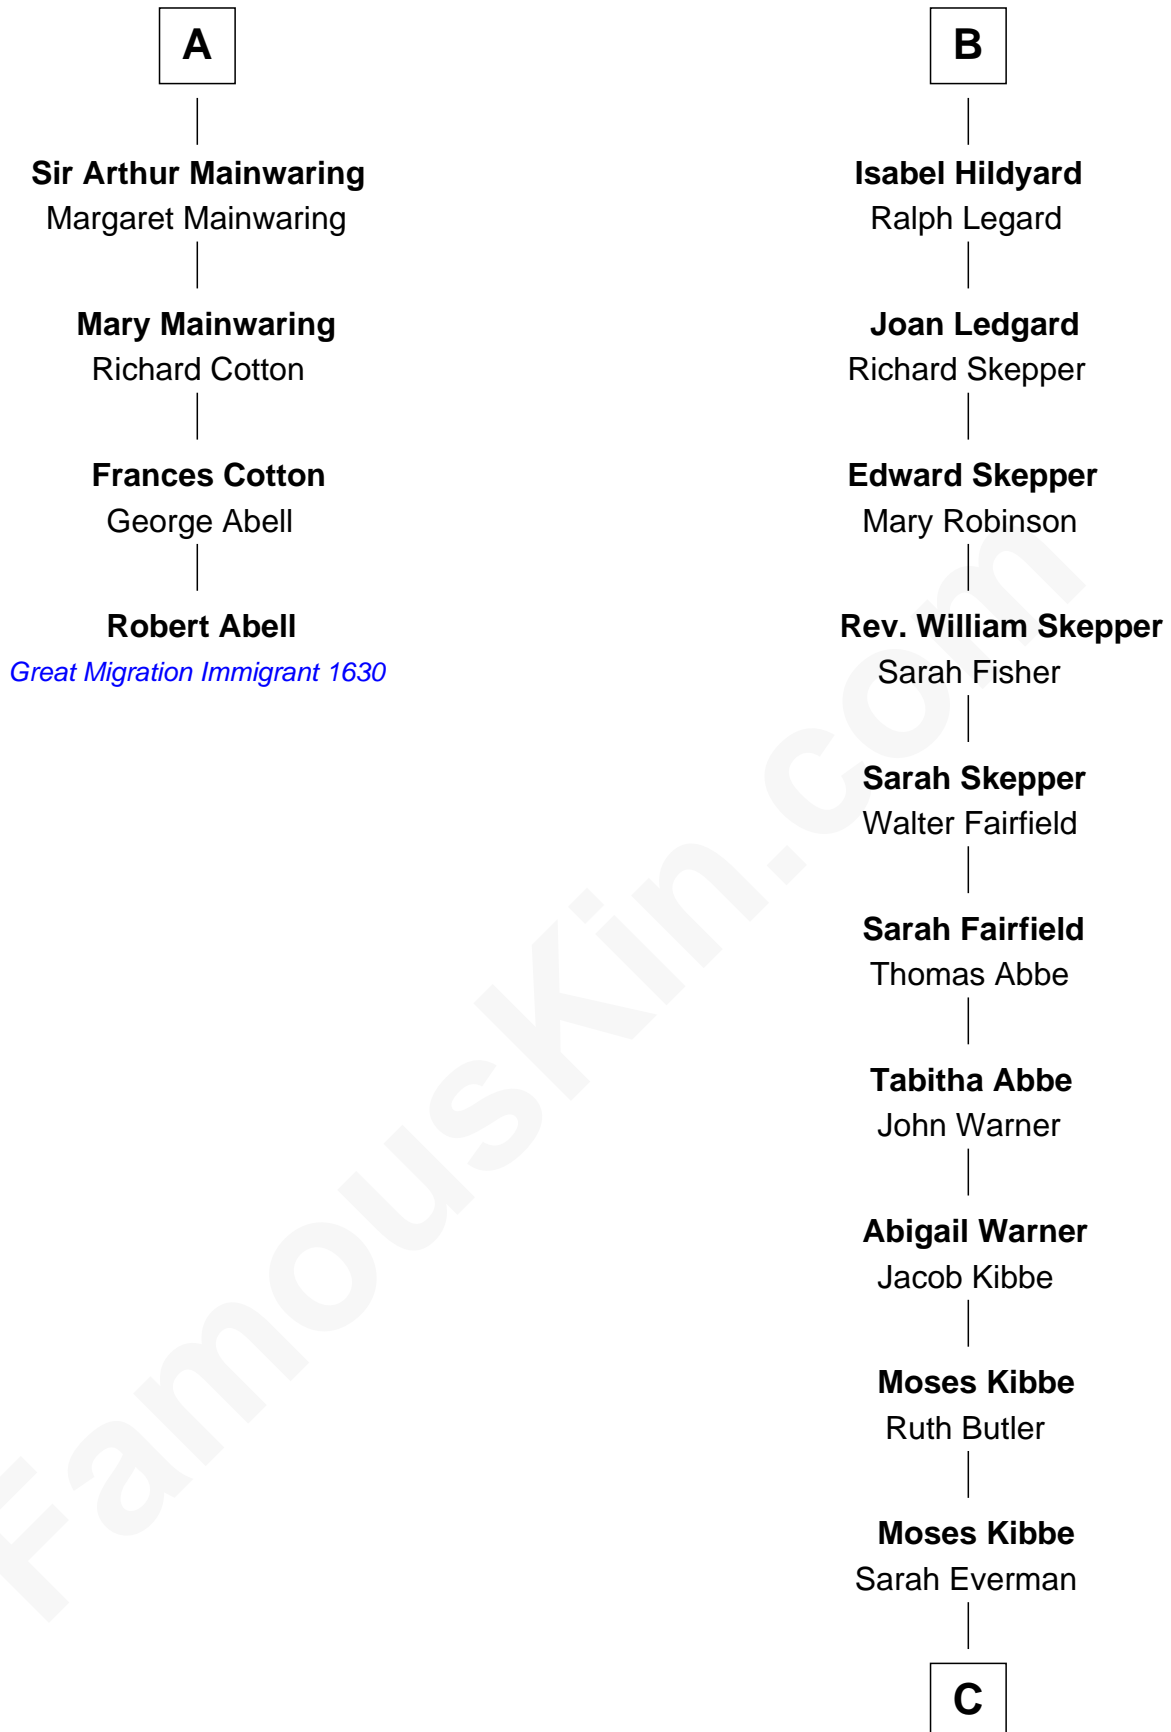 A
Sir Arthur Mainwaring
Margaret Mainwaring
Mary Mainwaring
Richard Cotton
Frances Cotton
George Abell
Robert Abell
Great Migration Immigrant 1630
B
Isabel Hildyard
Ralph Legard
Joan Ledgard
Richard Skepper
Edward Skepper
Mary Robinson
Rev. William Skepper
Sarah Fisher
Sarah Skepper
Walter Fairfield
Sarah Fairfield
Thomas Abbe
Tabitha Abbe
John Warner
Abigail Warner
Jacob Kibbe
Moses Kibbe
Ruth Butler
Moses Kibbe
Sarah Everman
C
FamousKin.com